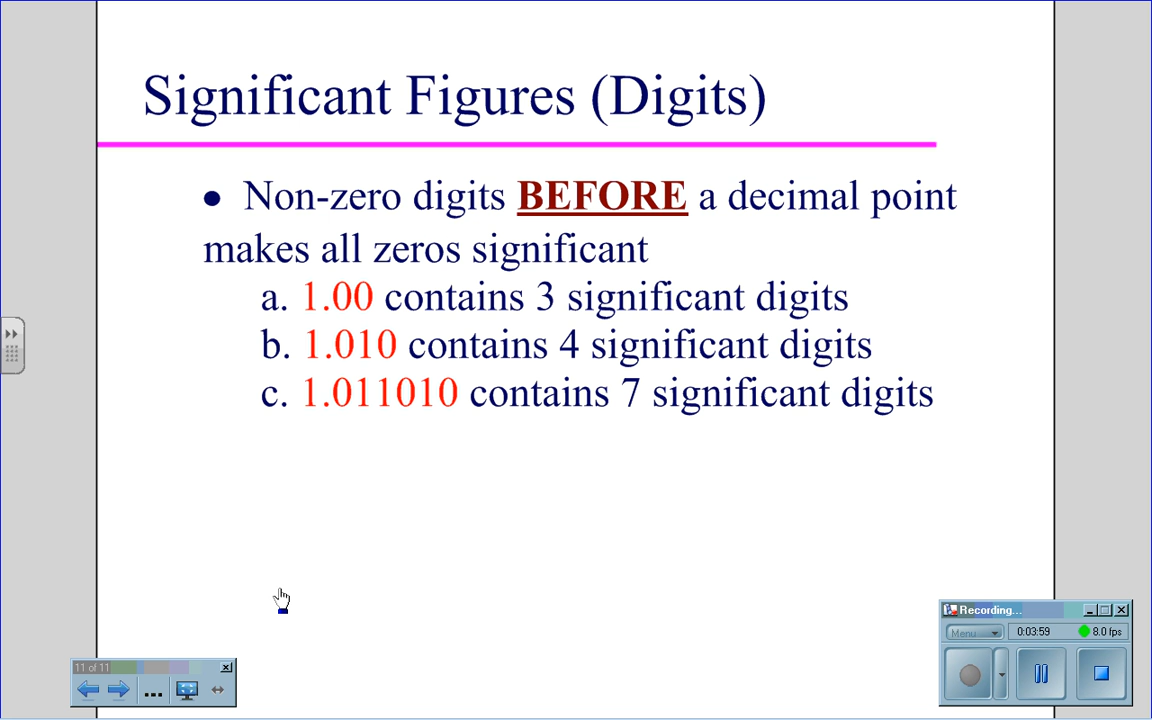 Significant Figures (Digits)
• Non-zero digits BEFORE a decimal point
makes all zeros significant
a. 1.00 contains 3 significant digits
b. 1.010 contains 4 significant digits
c. 1.011010 contains 7 significant digits
Recording...
Menu 0:03:59 8.0 fps
11 of 11
...